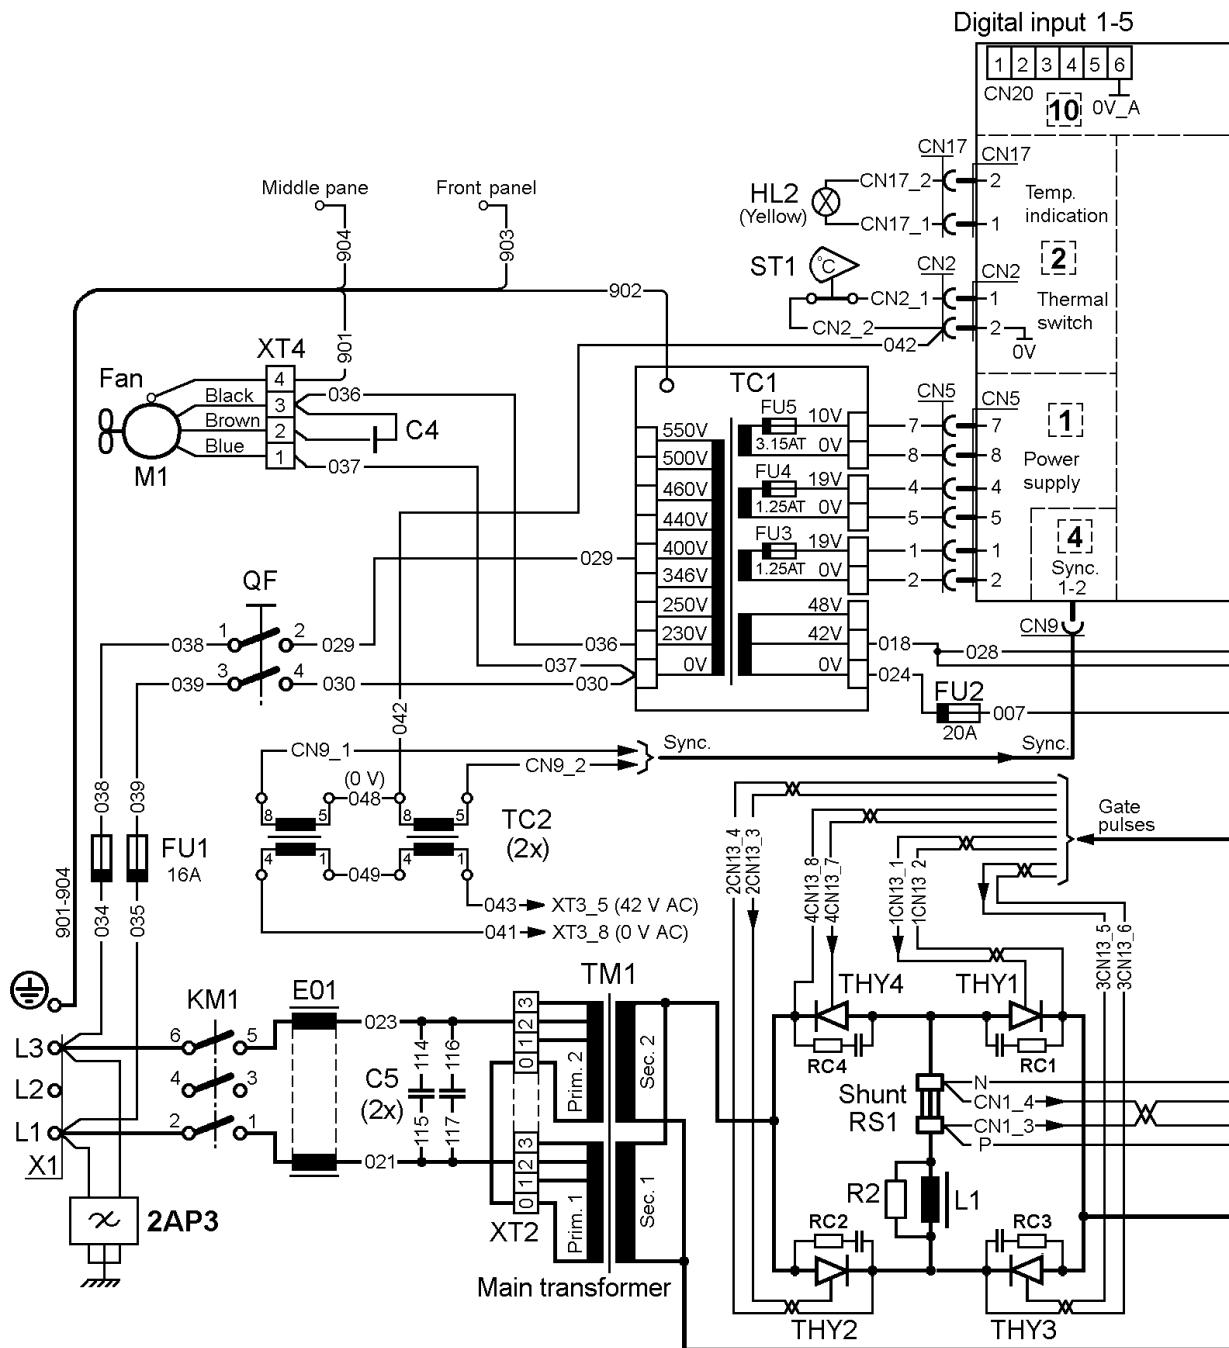 Digital input 1-5
1 2 3 4 5 6
CN20
10
0V_A
CN17
CN17
CN17_2
2
HL2
(Yellow)
CN17_1
1
Temp.
indication
2
Middle pane
Front panel
904
903
902
ST1
°C
CN2
CN2
CN2_1
1
CN2_2
2
0V
Thermal
switch
042
901
XT4
Fan
4
Black
3
036
Brown
2
C4
Blue
1
037
M1
TC1
550V
500V
460V
440V
400V
346V
250V
230V
0V
FU5
10V
3.15AT
0V
FU4
19V
1.25AT
0V
FU3
19V
1.25AT
0V
48V
42V
0V
CN5
CN5
7
7
8
8
4
4
5
5
1
1
2
2
1
Power
supply
4
Sync.
1-2
CN9
029
QF
038
1
2
029
036
039
3
4
030
037
030
018
028
024
FU2
007
20A
042
CN9_1
CN9_2
Sync.
Sync.
(0 V)
048
8
5
8
5
4
1
4
1
049
TC2
(2x)
043
XT3_5 (42 V AC)
041
XT3_8 (0 V AC)
038
039
FU1
16A
034
035
901-904
Gate
pulses
2CN13_4
2CN13_3
4CN13_8
4CN13_7
1CN13_1
1CN13_2
3CN13_5
3CN13_6
KM1
E01
TM1
L3
6
5
023
L2
4
3
L1
2
1
021
X1
C5
(2x)
114
116
115
117
3
2
1
0
3
2
1
0
XT2
Prim. 2
Prim. 1
Sec. 2
Sec. 1
Main transformer
2AP3
THY4
THY1
RC4
RC1
Shunt
RS1
N
CN1_4
CN1_3
P
R2
L1
RC2
RC3
THY2
THY3